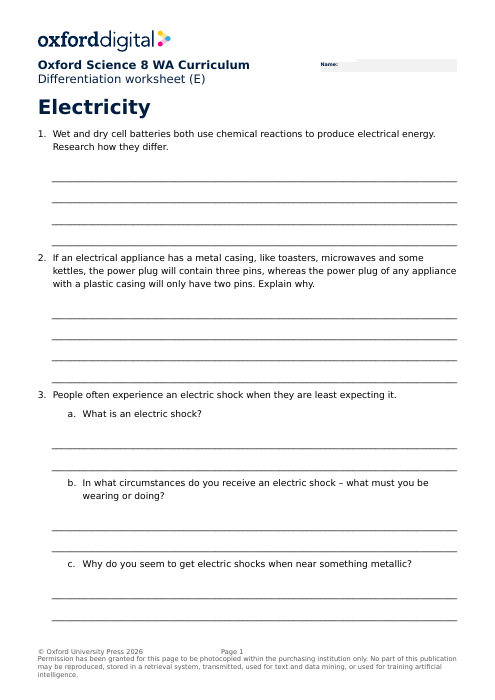 oxforddigital
Oxford Science 8 WA Curriculum
Name:
Differentiation worksheet (E)
Electricity
1. Wet and dry cell batteries both use chemical reactions to produce electrical energy.
Research how they differ.
2. If an electrical appliance has a metal casing, like toasters, microwaves and some
kettles, the power plug will contain three pins, whereas the power plug of any appliance
with a plastic casing will only have two pins. Explain why.
3. People often experience an electric shock when they are least expecting it.
a. What is an electric shock?
b. In what circumstances do you receive an electric shock – what must you be
wearing or doing?
c. Why do you seem to get electric shocks when near something metallic?
© Oxford University Press 2026 Page 1
Permission has been granted for this page to be photocopied within the purchasing institution only. No part of this publication
may be reproduced, stored in a retrieval system, transmitted, used for text and data mining, or used for training artificial
intelligence.